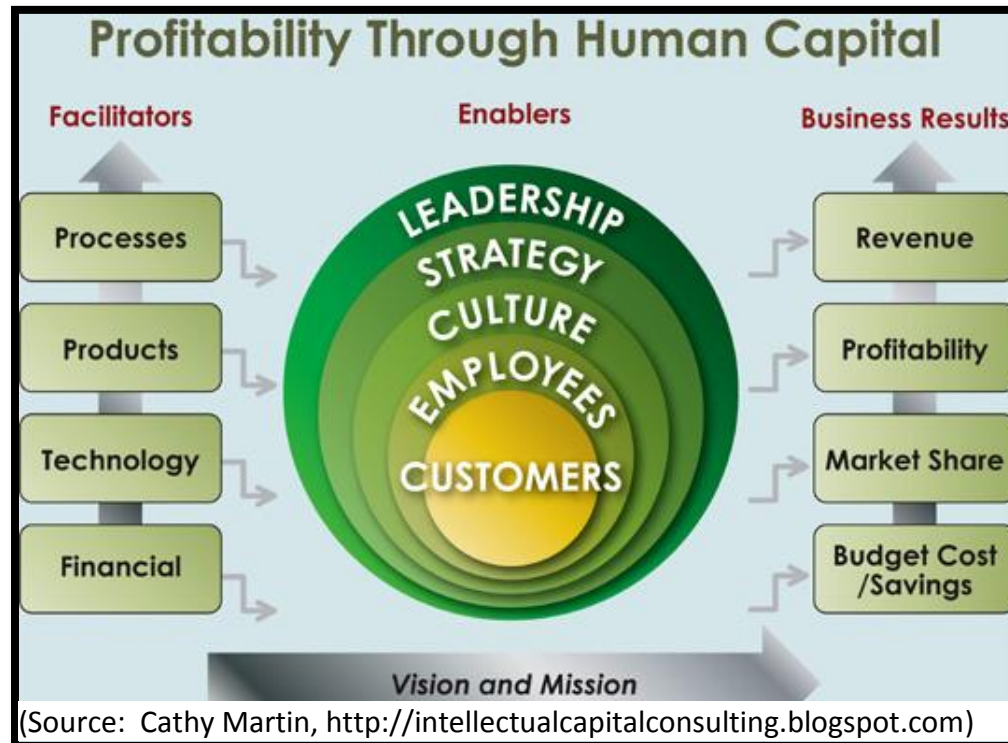 Profitability Through Human Capital
Facilitators
Processes
Products
Technology
Financial
Enablers
LEADERSHIP
STRATEGY
CULTURE
EMPLOYEES
CUSTOMERS
Business Results
Revenue
Profitability
Market Share
Budget Cost
/Savings
Vision and Mission
(Source:  Cathy Martin, http://intellectualcapitalconsulting.blogspot.com)